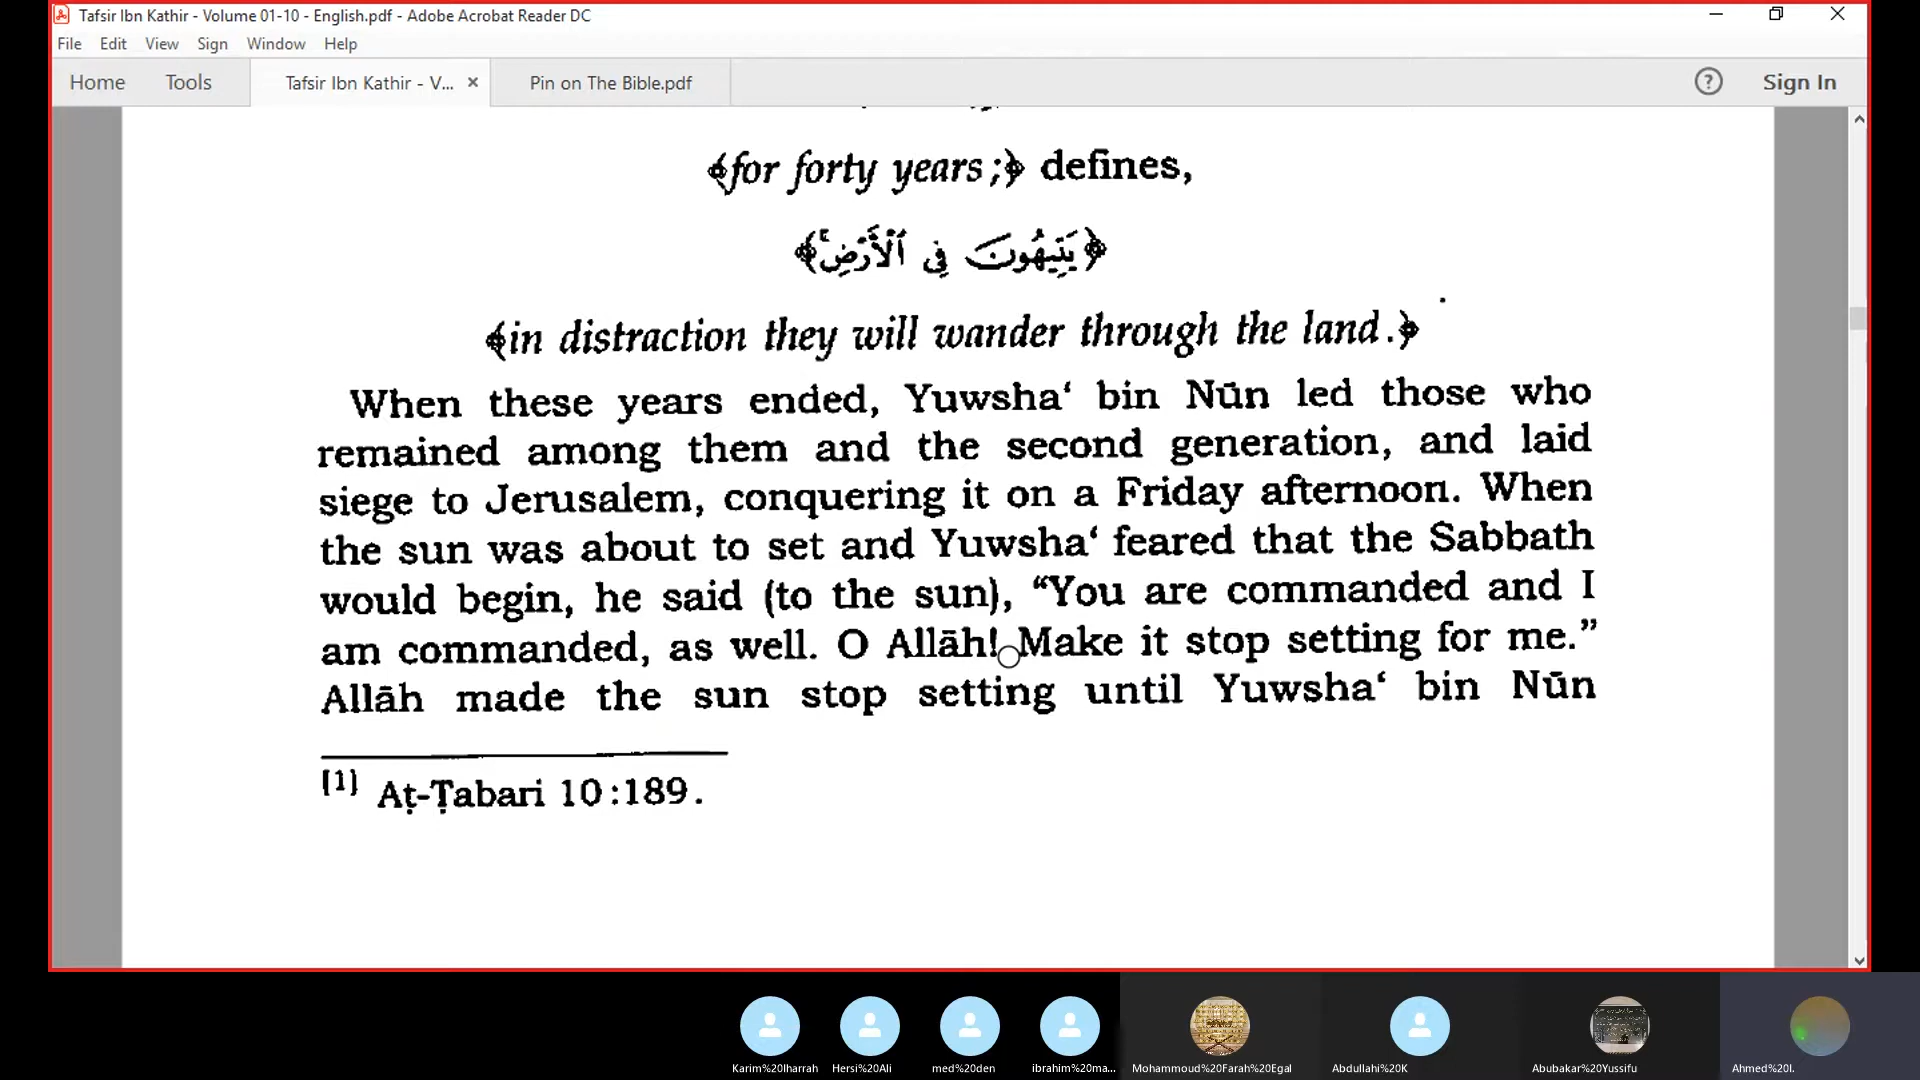 Tafsir Ibn Kathir - Volume 01-10 - English.pdf - Adobe Acrobat Reader DC
File Edit View Sign Window Help
Home Tools Tafsir Ibn Kathir - V... × Pin on The Bible.pdf ? Sign In
﴾for forty years;﴿ defines,
﴿يَتِيهُونَ فِي ٱلْأَرْضِۚ﴾
﴾in distraction they will wander through the land.﴿
When these years ended, Yuwsha‘ bin Nūn led those who
remained among them and the second generation, and laid
siege to Jerusalem, conquering it on a Friday afternoon. When
the sun was about to set and Yuwsha‘ feared that the Sabbath
would begin, he said (to the sun), “You are commanded and I
am commanded, as well. O Allāh! Make it stop setting for me.”
Allāh made the sun stop setting until Yuwsha‘ bin Nūn
[1] Aṭ-Ṭabari 10:189.
Karim%20Iharrah Hersi%20Ali med%20den ibrahim%20ma... Mohammoud%20Farah%20Egal Abdullahi%20K Abubakar%20Yussifu Ahmed%20I.